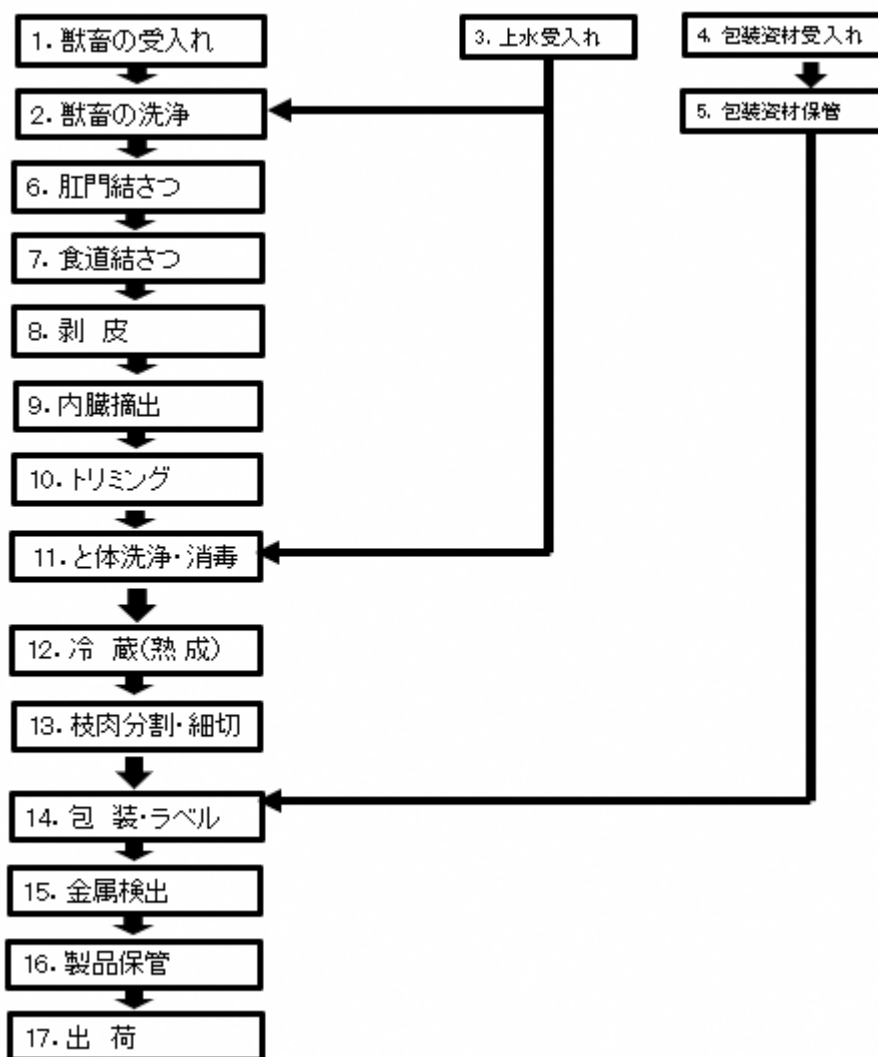 1. 獣畜の受入れ
3. 上水受入れ
4. 包装資材受入れ
2. 獣畜の洗浄
5. 包装資材保管
6. 肛門結さつ
7. 食道結さつ
8. 剥 皮
9. 内臓摘出
10. トリミング
11. と体洗浄・消毒
12. 冷 蔵(熟 成)
13. 枝肉分割・細切
14. 包 装・ラベル
15. 金属検出
16. 製品保管
17. 出 荷